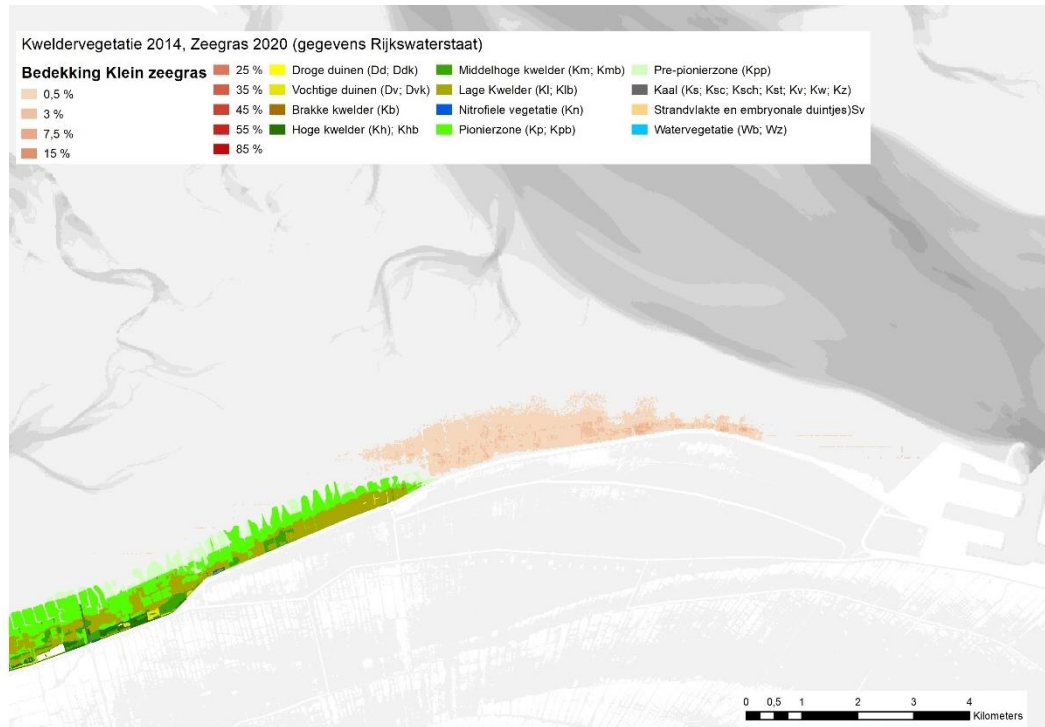 Kweldervegetatie 2014, Zeegras 2020 (gegevens Rijkswaterstaat)
Bedekking Klein zeegras
0,5 %
3 %
7,5 %
15 %
25 %
35 %
45 %
55 %
85 %
Droge duinen (Dd; Ddk)
Vochtige duinen (Dv; Dvk)
Brakke kwelder (Kb)
Hoge kwelder (Kh); Khb
Middelhoge kwelder (Km; Kmb)
Lage Kwelder (Kl; Klb)
Nitrofiele vegetatie (Kn)
Pionierzone (Kp; Kpb)
Pre-pionierzone (Kpp)
Kaal (Ks; Ksc; Ksch; Kst; Kv; Kw; Kz)
Strandvlakte en embryonale duintjes)Sv
Watervegetatie (Wb; Wz)
0 0,5 1 2 3 4
Kilometers